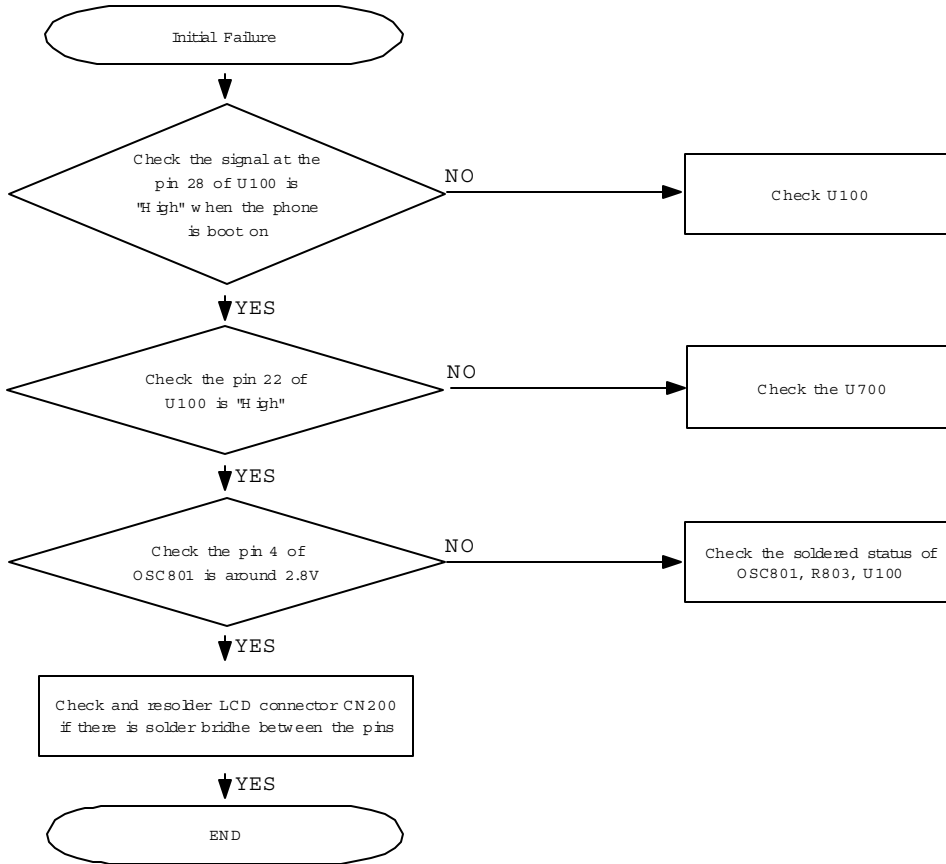 Initial Failure
Check the signal at the
pin 28 of U100 is
"High" when the phone
is boot on
NO
Check U100
YES
Check the pin 22 of
U100 is "High"
NO
Check the U700
YES
Check the pin 4 of
OSC801 is around 2.8V
NO
Check the soldered status of
OSC801, R803, U100
YES
Check and resolder LCD connector CN200
if there is solder bridhe between the pins
YES
END